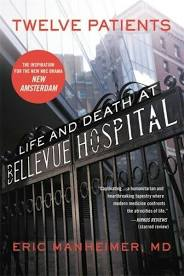 TWELVE PATIENTS
THE INSPIRATION
FOR THE NEW NBC DRAMA
NEW
AMSTERDAM
LIFE AND DEATH AT
BELLEVUE HOSPITAL
"Captivating...a humanitarian and
heartbreaking tapestry where
modern medicine confronts
the atrocities of life."
—KIRKUS REVIEWS
(starred review)
ERIC MANHEIMER, MD